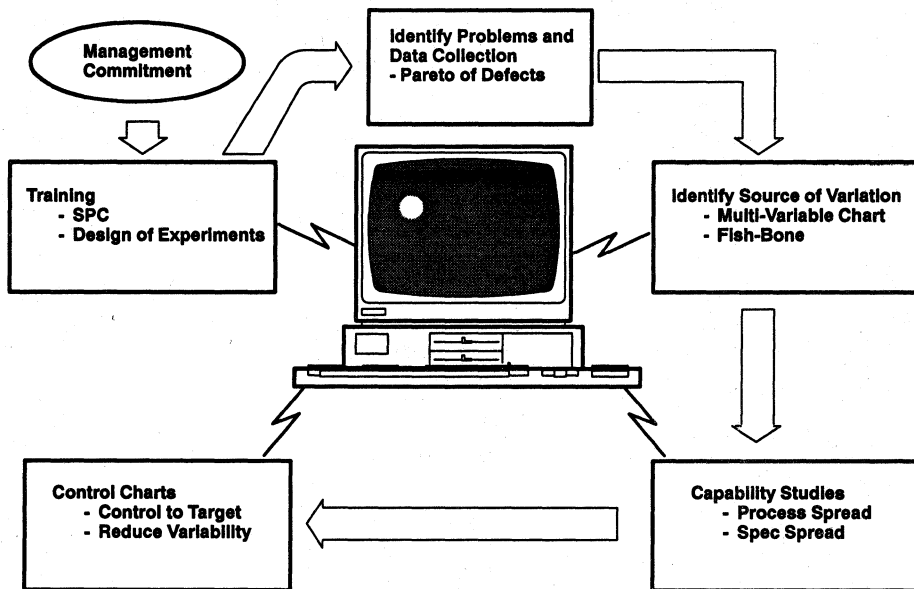 Management
Commitment
Identify Problems and
Data Collection
- Pareto of Defects
Training
- SPC
- Design of Experiments
Identify Source of Variation
- Multi-Variable Chart
- Fish-Bone
Control Charts
- Control to Target
- Reduce Variability
Capability Studies
- Process Spread
- Spec Spread